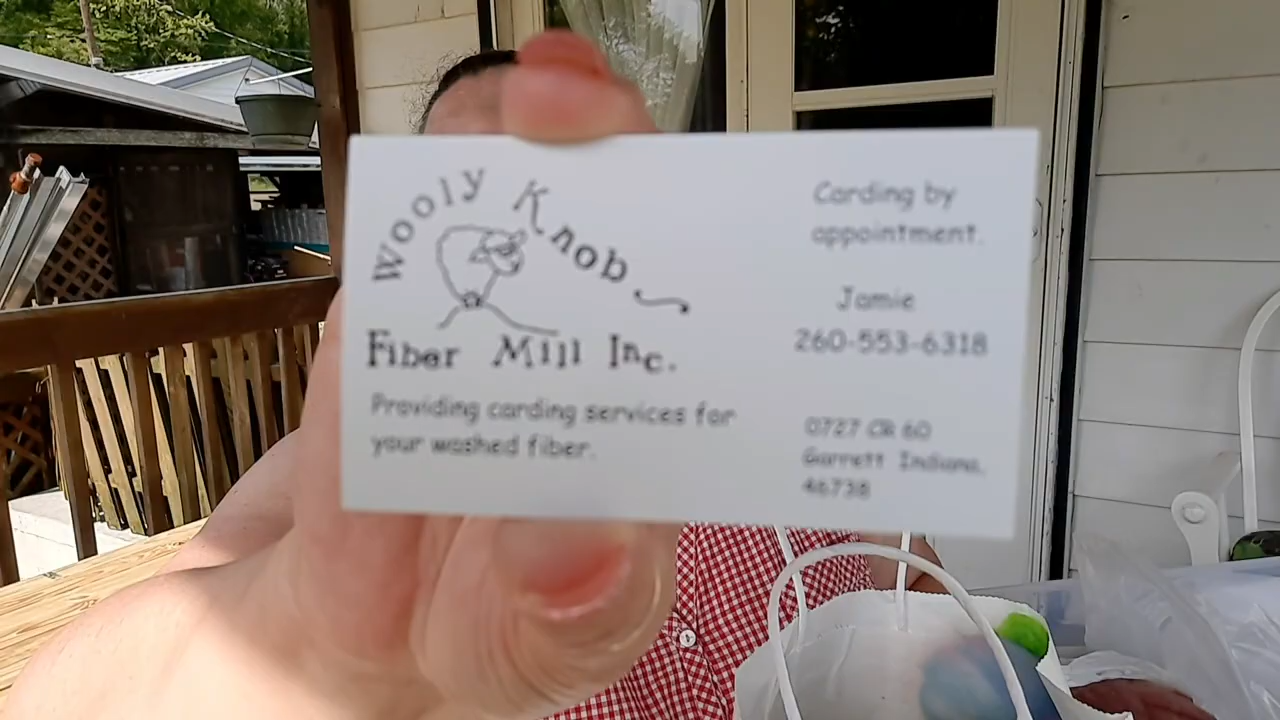 Wooly Knob
Fiber Mill Inc.
Providing carding services for
your washed fiber.
Carding by
appointment.
Jamie
260-553-6318
0727 CR 60
Garrett Indiana,
46738